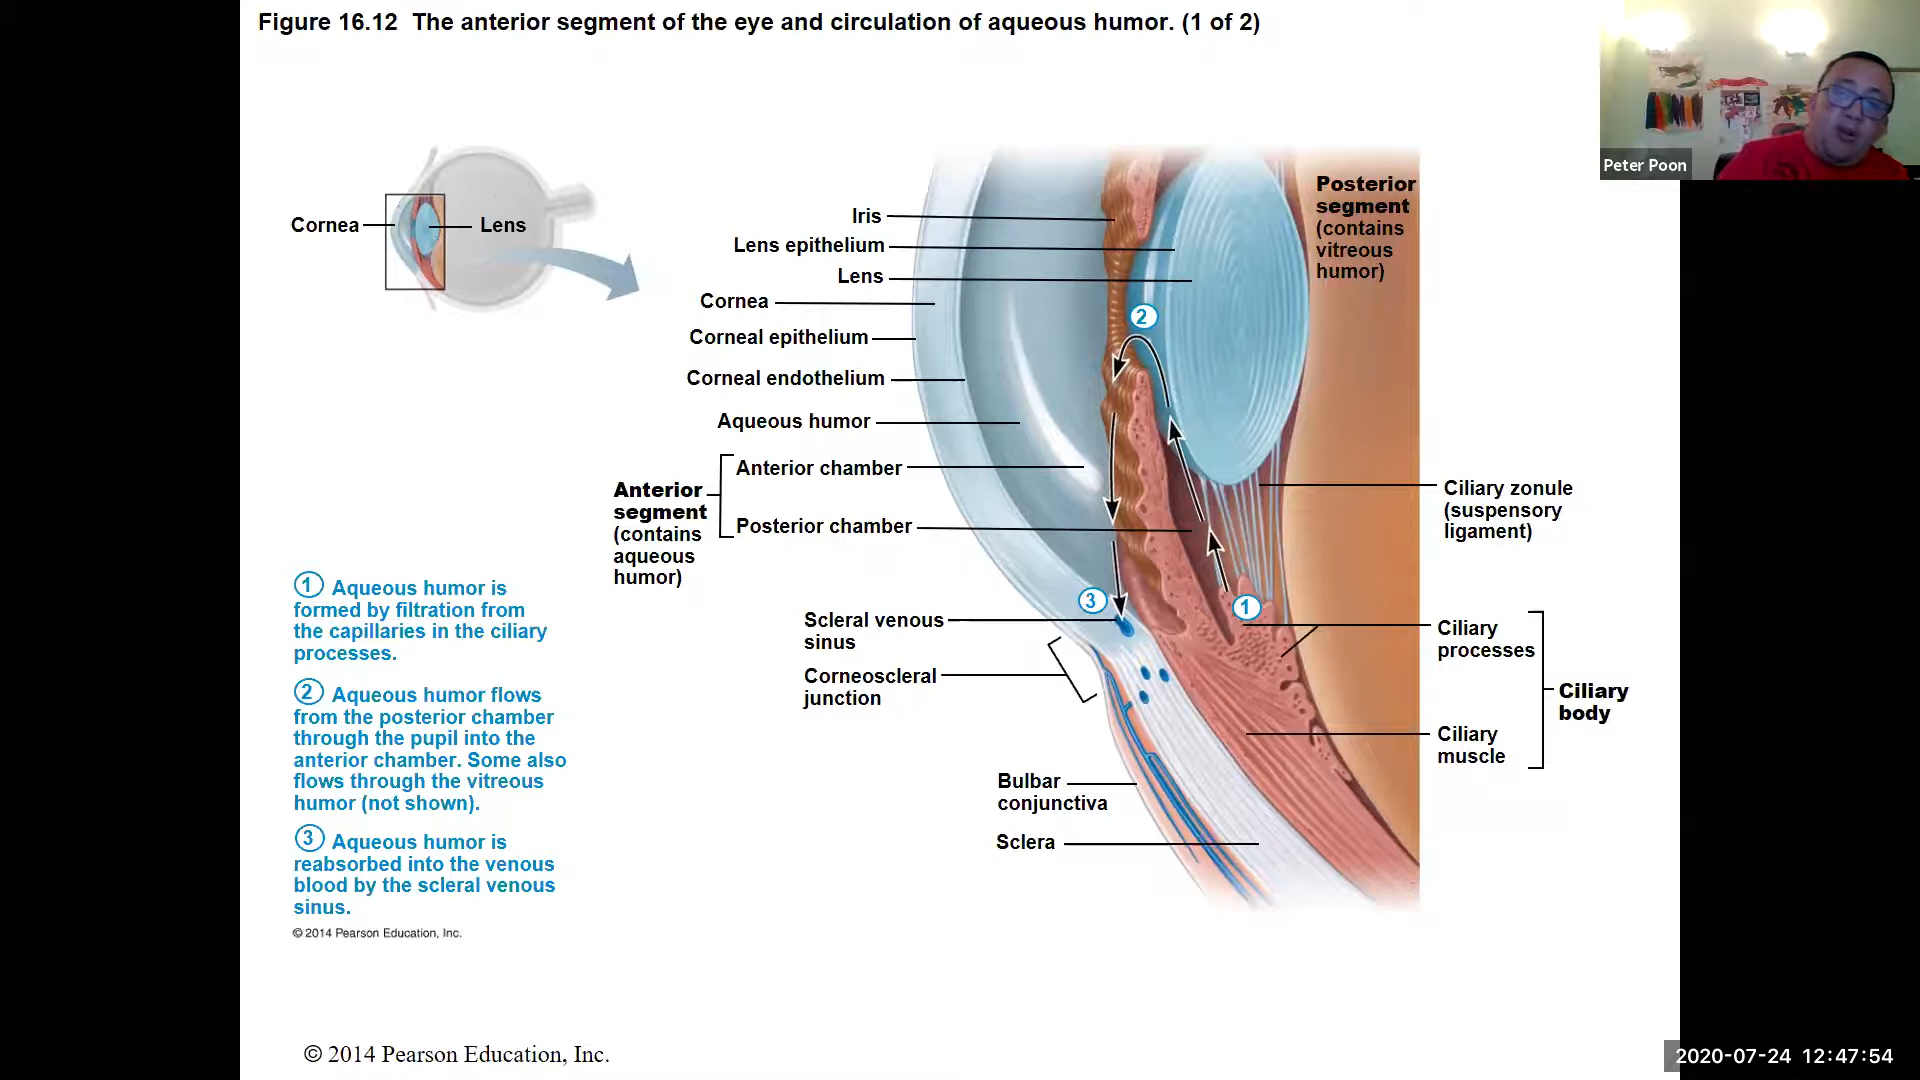 Figure 16.12 The anterior segment of the eye and circulation of aqueous humor. (1 of 2)
Peter Poon
Cornea
Lens
Iris
Lens epithelium
Lens
Cornea
Corneal epithelium
Corneal endothelium
Aqueous humor
Anterior chamber
Anterior
segment
(contains
aqueous
humor)
Posterior chamber
Scleral venous
sinus
Corneoscleral
junction
Bulbar
conjunctiva
Sclera
Posterior
segment
(contains
vitreous
humor)
Ciliary zonule
(suspensory
ligament)
Ciliary
processes
Ciliary
muscle
Ciliary
body
2
3
1
1 Aqueous humor is
formed by filtration from
the capillaries in the ciliary
processes.
2 Aqueous humor flows
from the posterior chamber
through the pupil into the
anterior chamber. Some also
flows through the vitreous
humor (not shown).
3 Aqueous humor is
reabsorbed into the venous
blood by the scleral venous
sinus.
© 2014 Pearson Education, Inc.
© 2014 Pearson Education, Inc.
2020-07-24 12:47:54